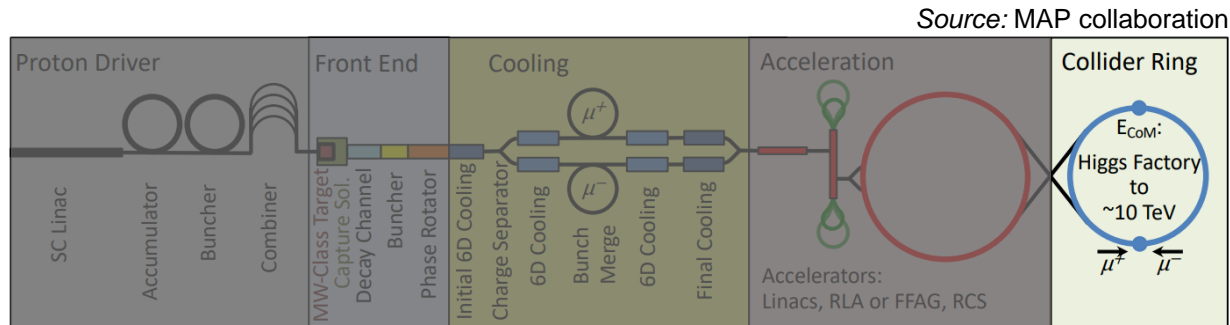 Source: MAP collaboration
Proton Driver
SC Linac
Accumulator
Buncher
Combiner
Front End
MW-Class Target
Capture Sol.
Decay Channel
Buncher
Phase Rotator
Cooling
Initial 6D Cooling
Charge Separator
6D Cooling
μ+
μ−
Bunch
Merge
6D Cooling
Final Cooling
Acceleration
Accelerators:
Linacs, RLA or FFAG, RCS
Collider Ring
ECoM:
Higgs Factory
to
~10 TeV
μ+ μ−